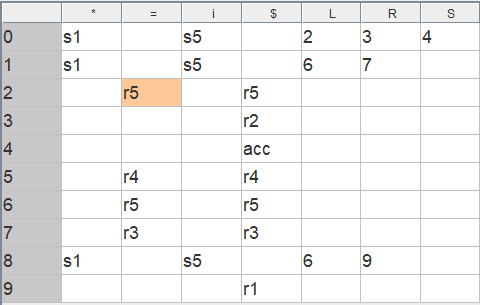 * = i $ L R S
0 s1 s5 2 3 4
1 s1 s5 6 7
2 r5 r5
3 r2
4 acc
5 r4 r4
6 r5 r5
7 r3 r3
8 s1 s5 6 9
9 r1